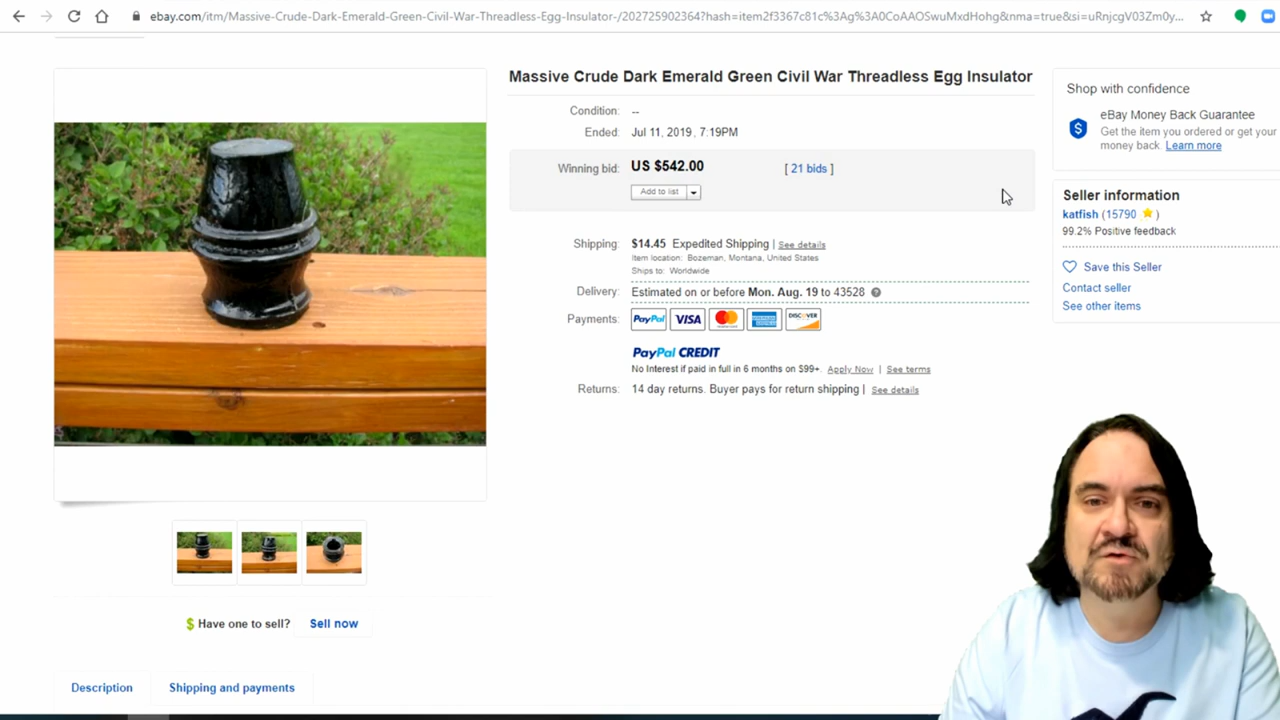 ebay.com/itm/Massive-Crude-Dark-Emerald-Green-Civil-War-Threadless-Egg-Insulator-/202725902364?hash=item2f3367c81c%3Ag%3A0CoAAOSwuMxdHohg&nma=true&si=uRnjcgV03Zm0y...
Massive Crude Dark Emerald Green Civil War Threadless Egg Insulator
Condition: --
Ended: Jul 11, 2019 , 7:19PM
Winning bid: US $542.00 [ 21 bids ]
Add to list
Shipping: $14.45 Expedited Shipping | See details
Item location: Bozeman, Montana, United States
Ships to: Worldwide
Delivery: Estimated on or before Mon. Aug. 19 to 43528
Payments: PayPal VISA MasterCard DISCOVER
PayPal CREDIT
No Interest if paid in full in 6 months on $99+. Apply Now | See terms
Returns: 14 day returns. Buyer pays for return shipping | See details
Shop with confidence
eBay Money Back Guarantee
Get the item you ordered or get your
money back. Learn more
Seller information
katfish (15790 )
99.2% Positive feedback
Save this Seller
Contact seller
See other items
$ Have one to sell? Sell now
Description Shipping and payments